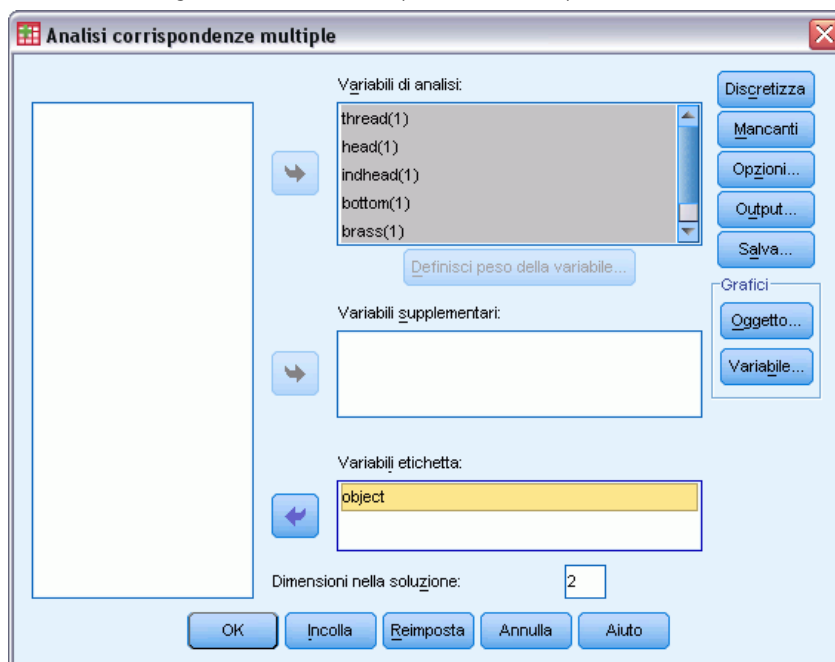 Analisi corrispondenze multiple
Variabili di analisi:
thread(1)
head(1)
indhead(1)
bottom(1)
brass(1)
Definisci peso della variabile...
Variabili supplementari:
Variabili etichetta:
object
Dimensioni nella soluzione: 2
Discretizza
Mancanti
Opzioni...
Output...
Salva...
Grafici
Oggetto...
Variabile...
OK Incolla Reimposta Annulla Aiuto